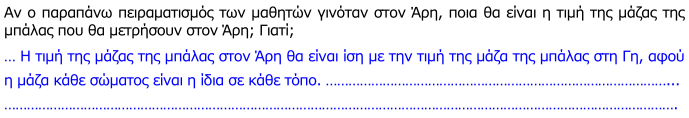 Αν ο παραπάνω πειραματισμός των μαθητών γινόταν στον Άρη, ποια θα είναι η τιμή της μάζας της
μπάλας που θα μετρήσουν στον Άρη; Γιατί;
... Η τιμή της μάζας της μπάλας στον Άρη θα είναι ίση με την τιμή της μάζα της μπάλας στη Γη, αφού
η μάζα κάθε σώματος είναι η ίδια σε κάθε τόπο. ……………………………………………………………………………...
……………………………………………………………………………………………………………………………………………………………….